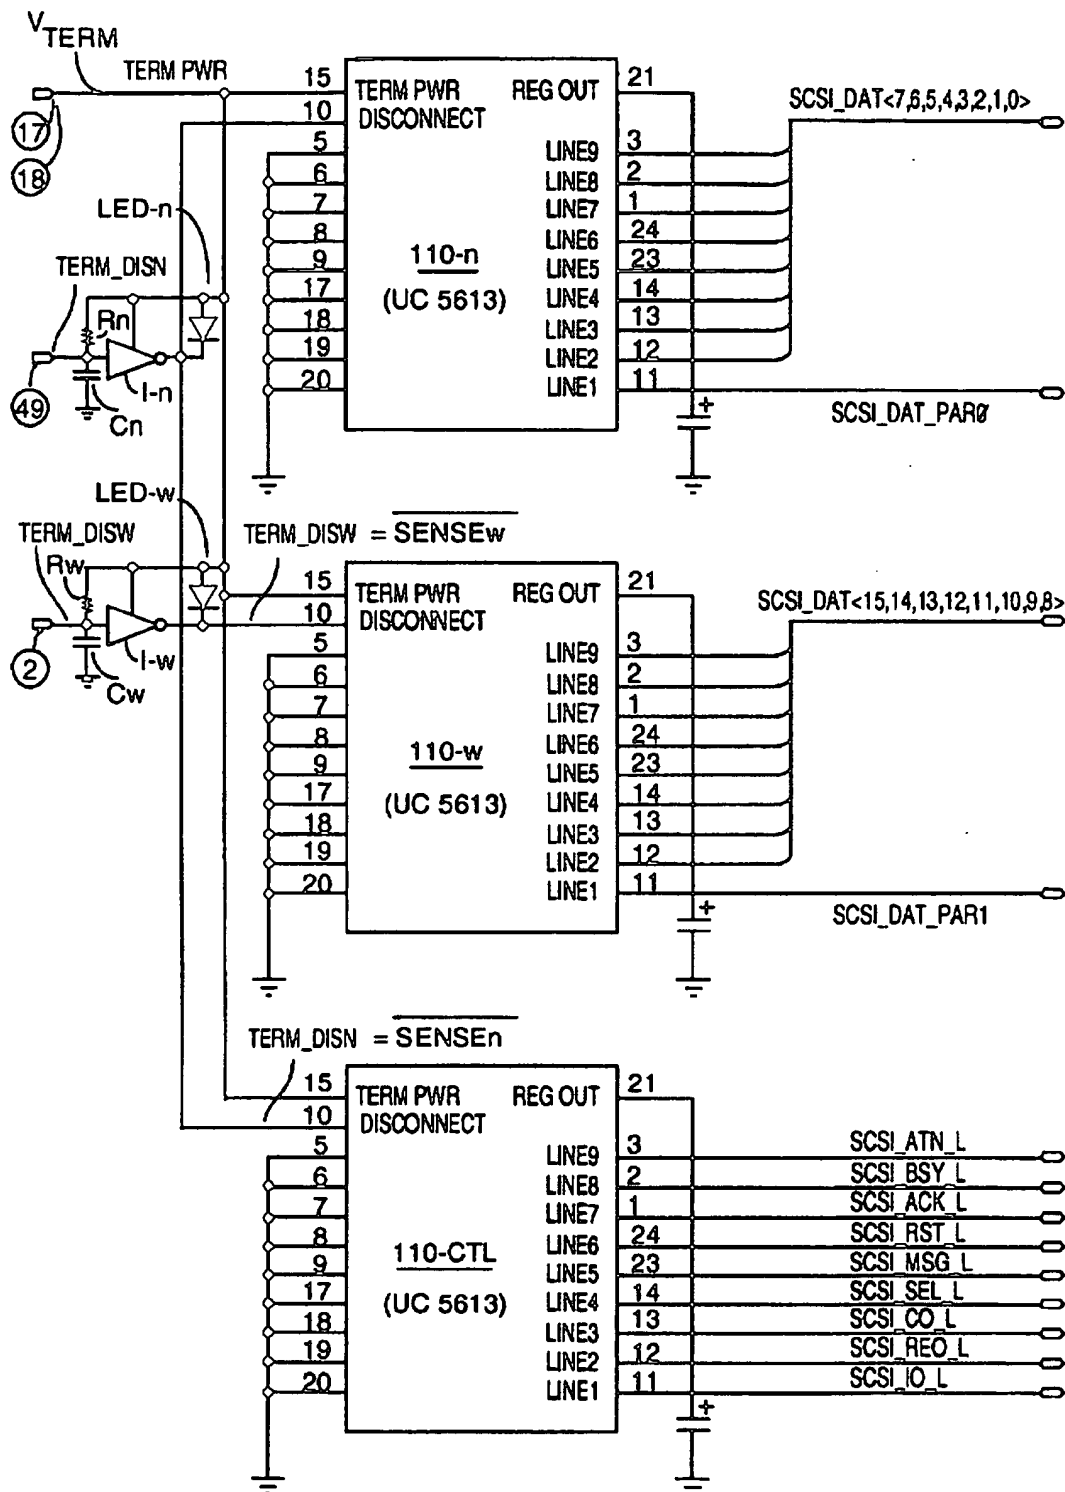 VTERM
TERM PWR
17
18
15 TERM PWR REG OUT 21
10 DISCONNECT
SCSI_DAT<7,6,5,4,3,2,1,0>
5 LINE9 3
6 LINE8 2
7 LINE7 1
8 LINE6 24
9 LINE5 23
17 LINE4 14
18 LINE3 13
19 LINE2 12
20 LINE1 11
110-n
(UC 5613)
SCSI_DAT_PAR0
+
LED-n
TERM_DISN
Rn
I-n
49
Cn
LED-w
TERM_DISW
Rw
I-w
2
Cw
TERM_DISW = SENSEw
15 TERM PWR REG OUT 21
10 DISCONNECT
SCSI_DAT<15,14,13,12,11,10,9,8>
5 LINE9 3
6 LINE8 2
7 LINE7 1
8 LINE6 24
9 LINE5 23
17 LINE4 14
18 LINE3 13
19 LINE2 12
20 LINE1 11
110-w
(UC 5613)
SCSI_DAT_PAR1
+
TERM_DISN = SENSEn
15 TERM PWR REG OUT 21
10 DISCONNECT
5 LINE9 3 SCSI_ATN_L
6 LINE8 2 SCSI_BSY_L
7 LINE7 1 SCSI_ACK_L
8 LINE6 24 SCSI_RST_L
9 LINE5 23 SCSI_MSG_L
17 LINE4 14 SCSI_SEL_L
18 LINE3 13 SCSI_CO_L
19 LINE2 12 SCSI_REO_L
20 LINE1 11 SCSI_IO_L
110-CTL
(UC 5613)
+